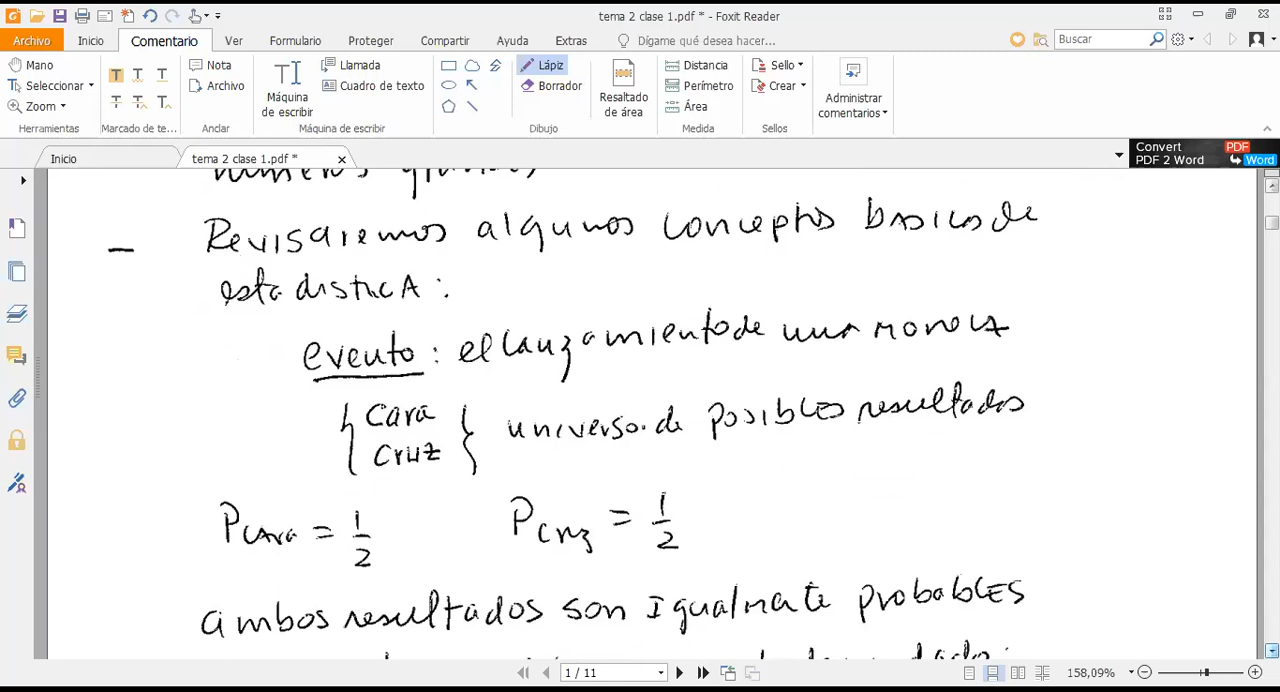 tema 2 clase 1.pdf * - Foxit Reader
Archivo Inicio Comentario Ver Formulario Proteger Compartir Ayuda Extras Dígame qué desea hacer... Buscar
Mano Nota Llamada Lápiz Distancia Sello
Seleccionar Archivo Cuadro de texto Borrador Perímetro Crear
Zoom Máquina de escribir Resaltado de área Área Administrar comentarios
Herramientas Marcado de te... Anclar Máquina de escribir Dibujo Medida Sellos
Inicio tema 2 clase 1.pdf * Convert PDF 2 Word PDF Word
numeros grandes
— Revisaremos algunos conceptos basicos de
estadisticA:
evento: el lanzamiento de una moneda
{ Cara
Cruz } universo de posibles resultados
PCara = 1/2 PCruz = 1/2
ambos resultados son Igualmente probables
1 / 11 158,09%